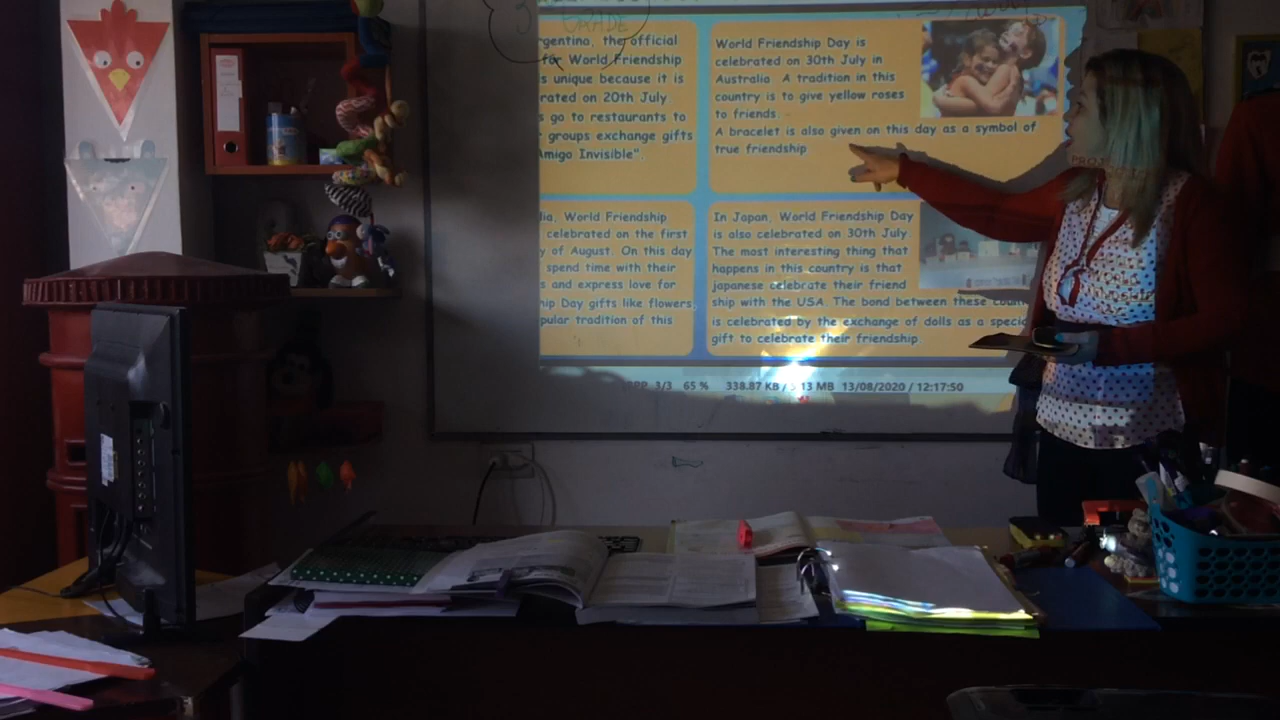 3
GRADE
rgentina, the official
for World Friendship
s unique because it is
rated on 20th July
s go to restaurants to
groups exchange gifts
Amigo Invisible".
World Friendship Day is
celebrated on 30th July in
Australia. A tradition in this
country is to give yellow roses
to friends.
A bracelet is also given on this day as a symbol of
true friendship
lia, World Friendship
celebrated on the first
y of August. On this day
spend time with their
s and express love for
hip Day gifts like flowers,
pular tradition of this
In Japan, World Friendship Day
is also celebrated on 30th July
The most interesting thing that
happens in this country is that
japanese celebrate their friend
ship with the USA. The bond between these coun
is celebrated by the exchange of dolls as a specia
gift to celebrate their friendship.
3/3 65 % 338.87 KB / 13 MB 13/08/2020 / 12:17:50